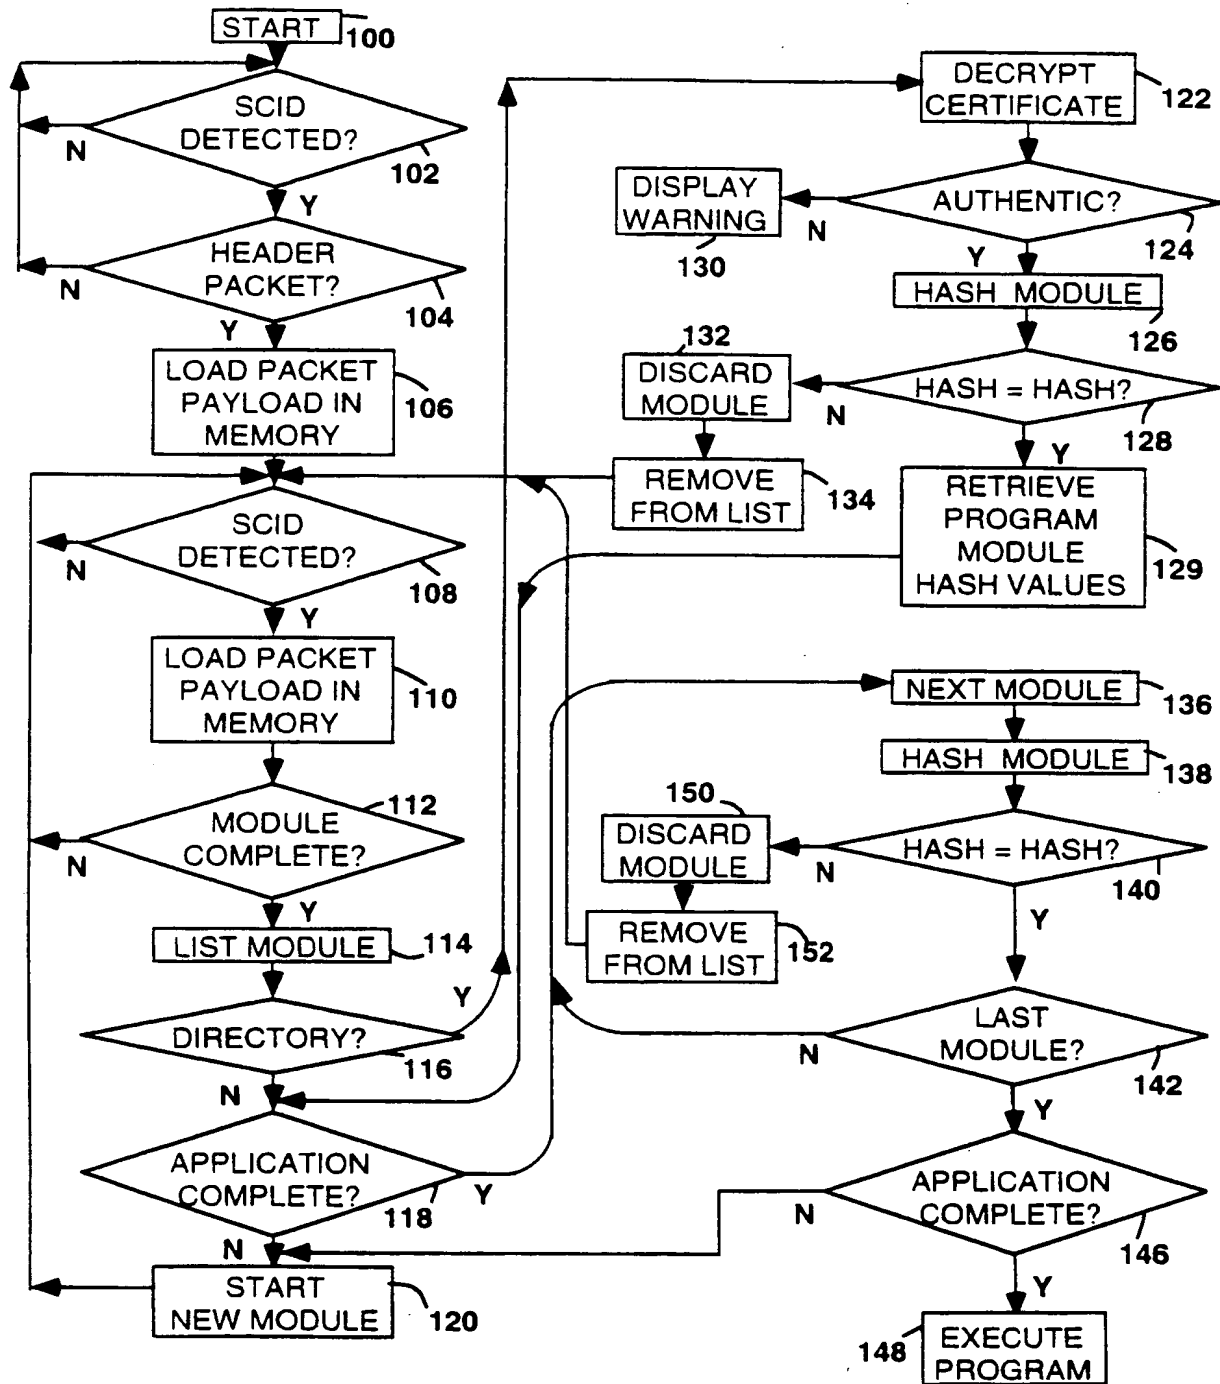 START
100
SCID
DETECTED?
N
102
Y
HEADER
PACKET?
N
104
Y
LOAD PACKET
PAYLOAD IN
MEMORY
106
SCID
DETECTED?
N
108
Y
LOAD PACKET
PAYLOAD IN
MEMORY
110
112
MODULE
COMPLETE?
N
Y
LIST MODULE
114
Y
DIRECTORY?
116
N
APPLICATION
COMPLETE?
Y
118
N
START
NEW MODULE
120
DECRYPT
CERTIFICATE
122
AUTHENTIC?
N
124
DISPLAY
WARNING
130
Y
HASH MODULE
126
132
DISCARD
MODULE
HASH = HASH?
N
128
Y
REMOVE
FROM LIST
134
RETRIEVE
PROGRAM
MODULE
HASH VALUES
129
NEXT MODULE
136
HASH MODULE
138
150
DISCARD
MODULE
HASH = HASH?
N
140
Y
REMOVE
FROM LIST
152
LAST
MODULE?
N
142
Y
APPLICATION
COMPLETE?
N
146
Y
148
EXECUTE
PROGRAM